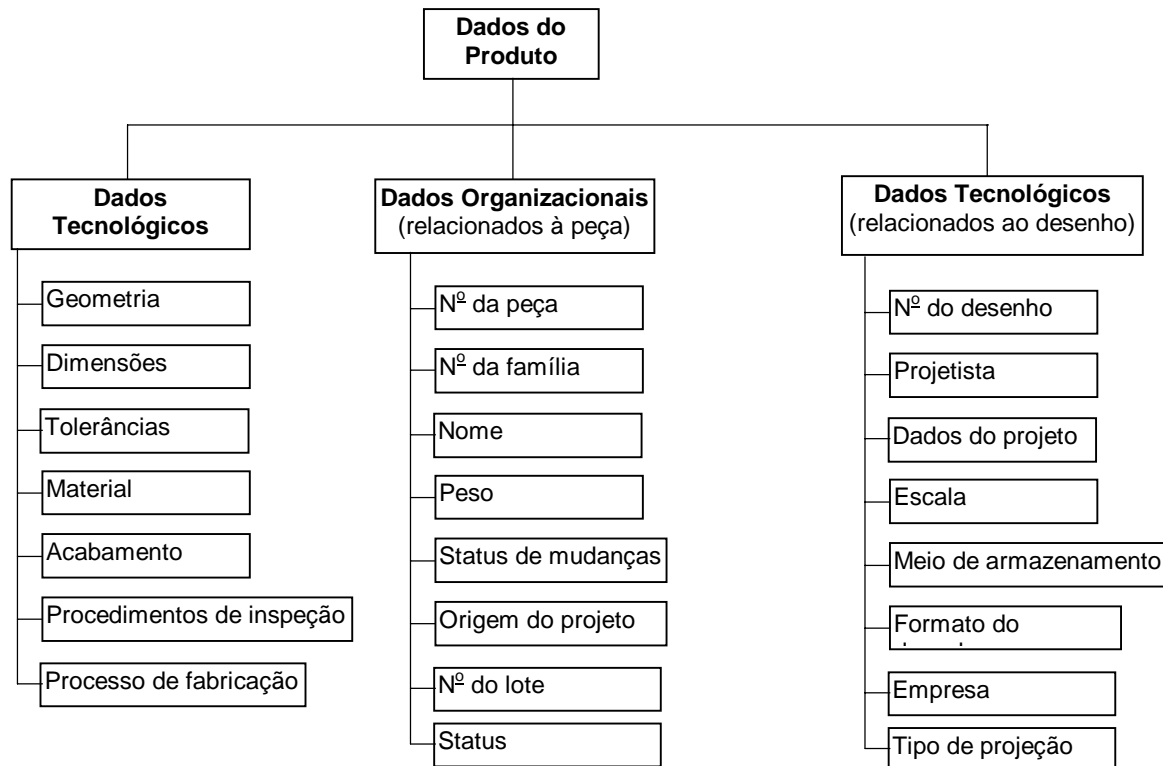 Dados do
Produto
Dados
Tecnológicos
Geometria
Dimensões
Tolerâncias
Material
Acabamento
Procedimentos de inspeção
Processo de fabricação
Dados Organizacionais
(relacionados à peça)
Nº da peça
Nº da família
Nome
Peso
Status de mudanças
Origem do projeto
Nº do lote
Status
Dados Tecnológicos
(relacionados ao desenho)
Nº do desenho
Projetista
Dados do projeto
Escala
Meio de armazenamento
Formato do
Empresa
Tipo de projeção